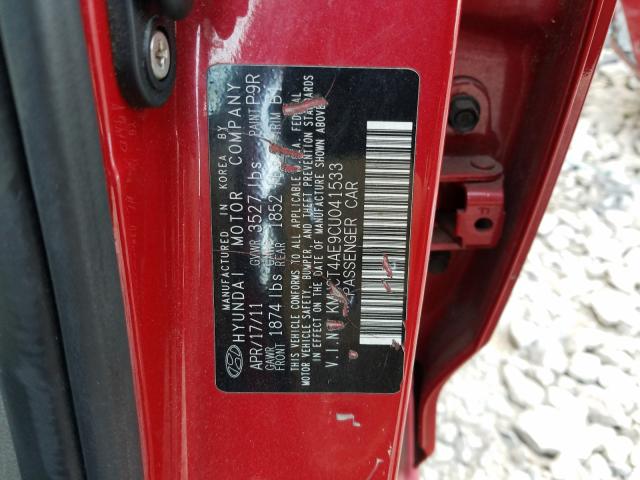 MANUFACTURED IN KOREA BY
HYUNDAI MOTOR COMPANY
APR/17/11 GVWR 3527 lbs PAINT P9R
GAWR FRONT 1874 lbs GAWR REAR 1852 TRIM
THIS VEHICLE CONFORMS TO ALL APPLICABLE U.S.A. FEDERAL
MOTOR VEHICLE SAFETY, BUMPER, AND THEFT PREVENTION STANDARDS
IN EFFECT ON THE DATE OF MANUFACTURE SHOWN ABOVE
V.I.N T4AE9CU041533
PASSENGER CAR